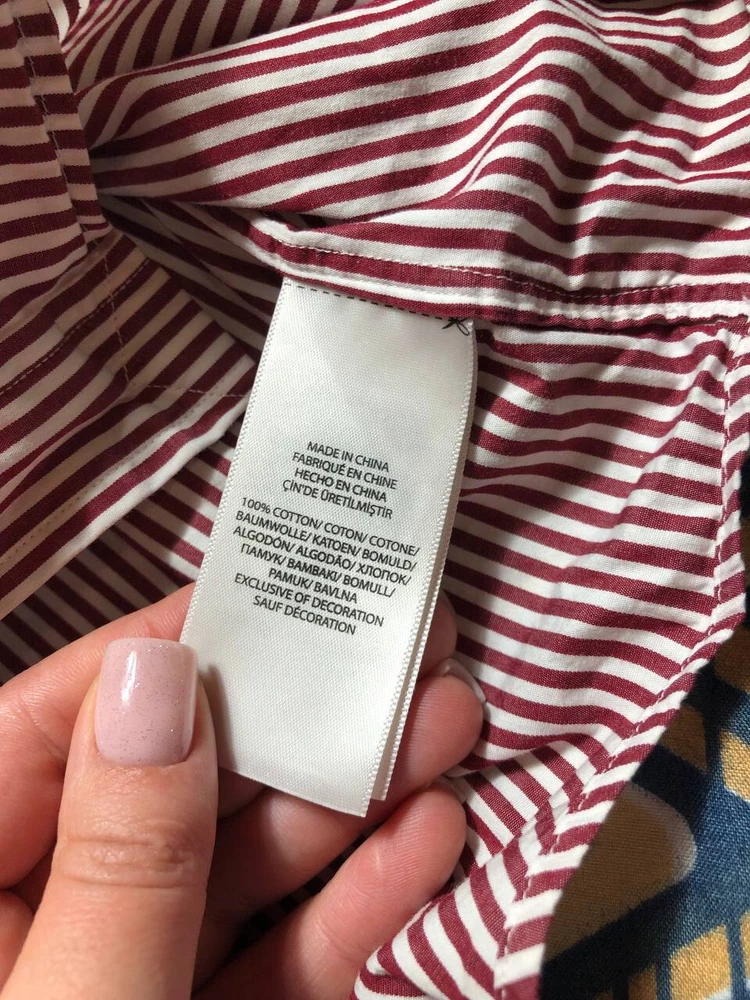 MADE IN CHINA
FABRIQUÉ EN CHINE
HECHO EN CHINA
ÇİN'DE ÜRETİLMİŞTİR
100% COTTON/ COTON/ COTONE/
BAUMWOLLE/ KATOEN/ BOMULD/
ALGODÓN/ ALGODÃO/ ХЛОПОК/
ПАМУК/ ΒΑΜΒΑΚΙ/ BOMULL/
PAMUK/ BAVLNA
EXCLUSIVE OF DECORATION
SAUF DÉCORATION